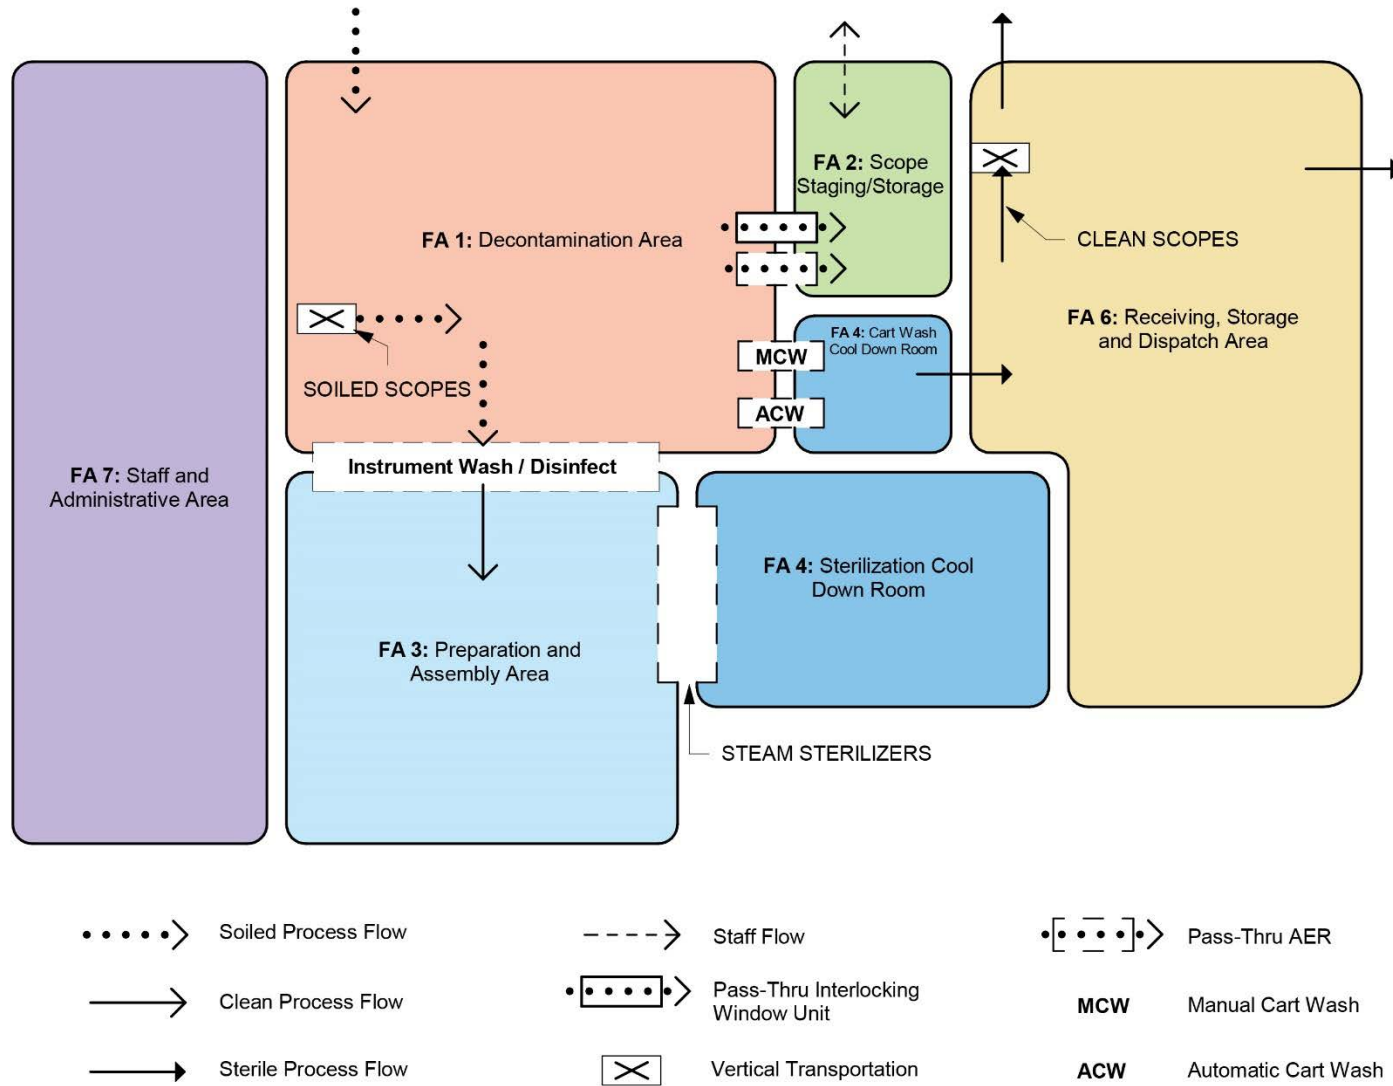 FA 2: Scope
Staging/Storage
FA 1: Decontamination Area
CLEAN SCOPES
FA 6: Receiving, Storage
and Dispatch Area
FA 4: Cart Wash
Cool Down Room
MCW
SOILED SCOPES
ACW
Instrument Wash / Disinfect
FA 7: Staff and
Administrative Area
FA 4: Sterilization Cool
Down Room
FA 3: Preparation and
Assembly Area
STEAM STERILIZERS
Soiled Process Flow
Staff Flow
Pass-Thru AER
Clean Process Flow
Pass-Thru Interlocking
Window Unit
MCW Manual Cart Wash
Sterile Process Flow
Vertical Transportation
ACW Automatic Cart Wash